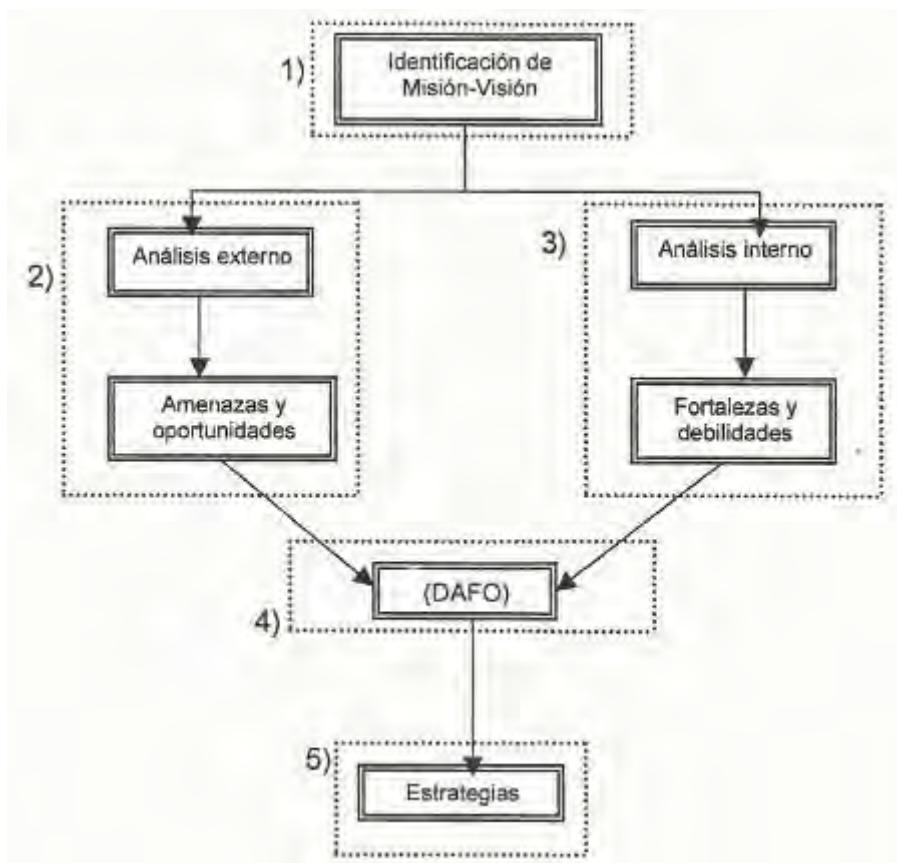 1)
Identificación de
Misión-Visión
2)
Análisis externo
Amenazas y
oportunidades
3)
Análisis interno
Fortalezas y
debilidades
4)
(DAFO)
5)
Estrategias